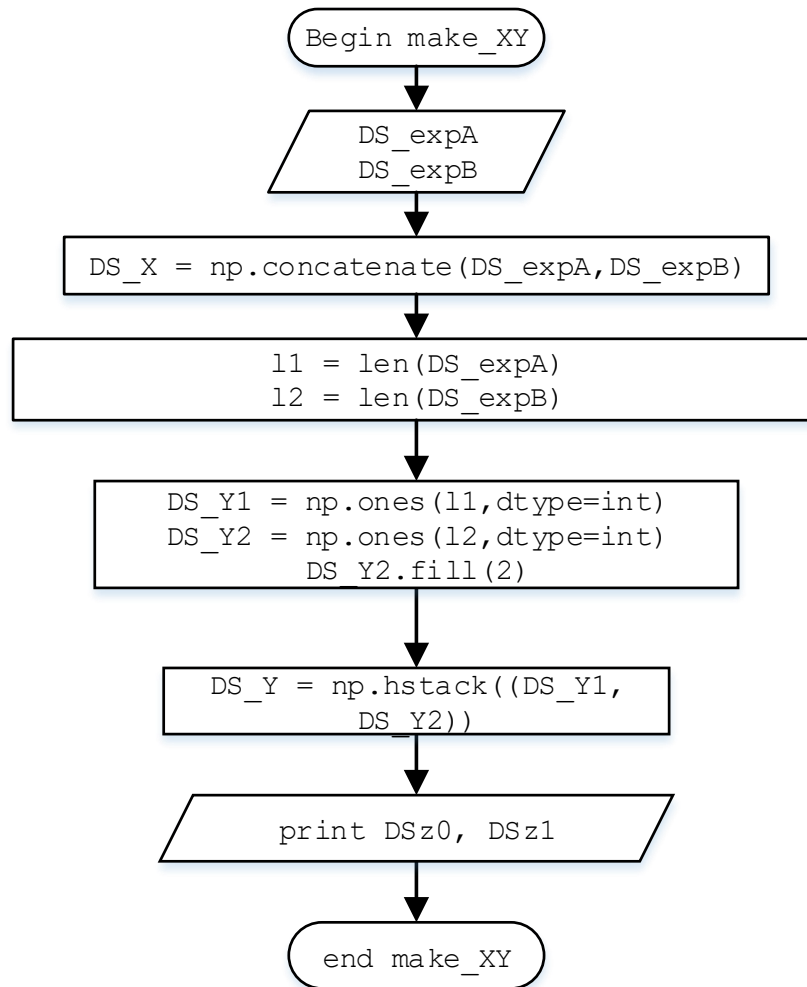 Begin make_XY
DS_expA
DS_expB
DS_X = np.concatenate(DS_expA,DS_expB)
l1 = len(DS_expA)
l2 = len(DS_expB)
DS_Y1 = np.ones(l1,dtype=int)
DS_Y2 = np.ones(l2,dtype=int)
DS_Y2.fill(2)
DS_Y = np.hstack((DS_Y1,
DS_Y2))
print DSz0, DSz1
end make_XY